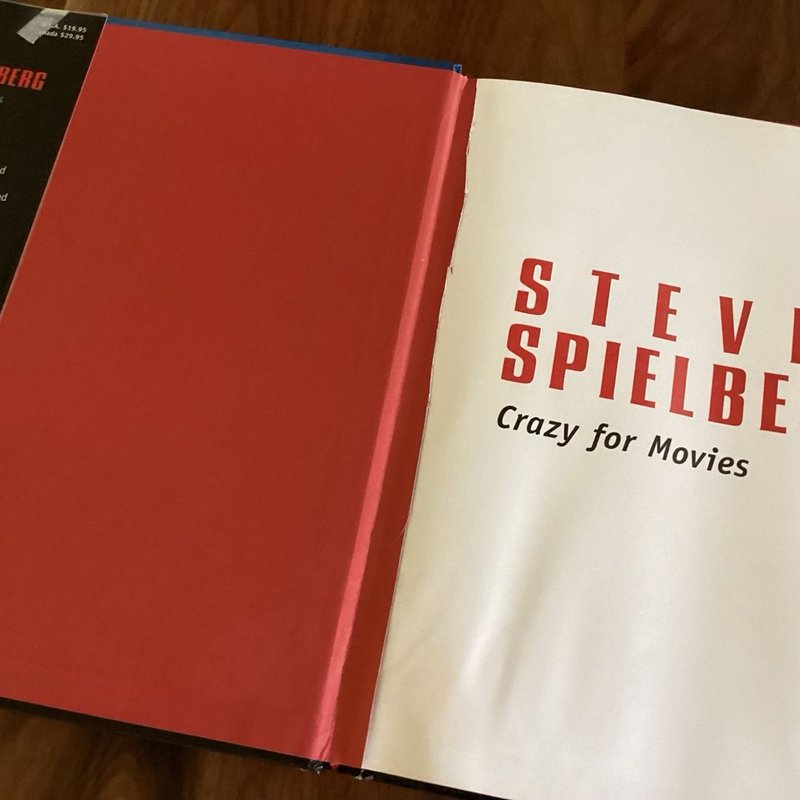 $19.95
$29.95
BERG
STEV
SPIELBE
Crazy for Movies